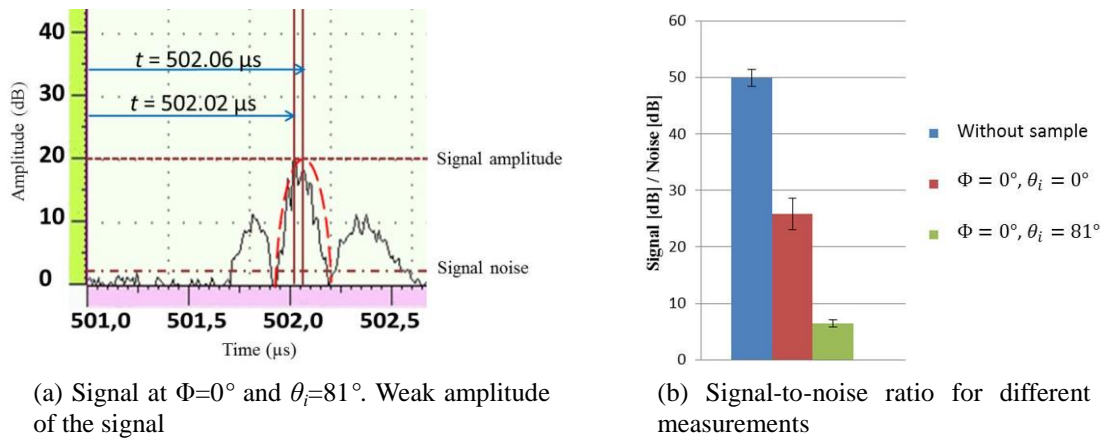 40
30
20
10
0
Amplitude (dB)
t = 502.06 µs
t = 502.02 µs
Signal amplitude
Signal noise
501,0 501,5 502,0 502,5
Time (µs)
(a) Signal at Φ=0° and θi=81°. Weak amplitude
of the signal
60
50
40
30
20
10
0
Signal [dB] / Noise [dB]
Without sample
Φ = 0°, θi = 0°
Φ = 0°, θi = 81°
(b) Signal-to-noise ratio for different
measurements